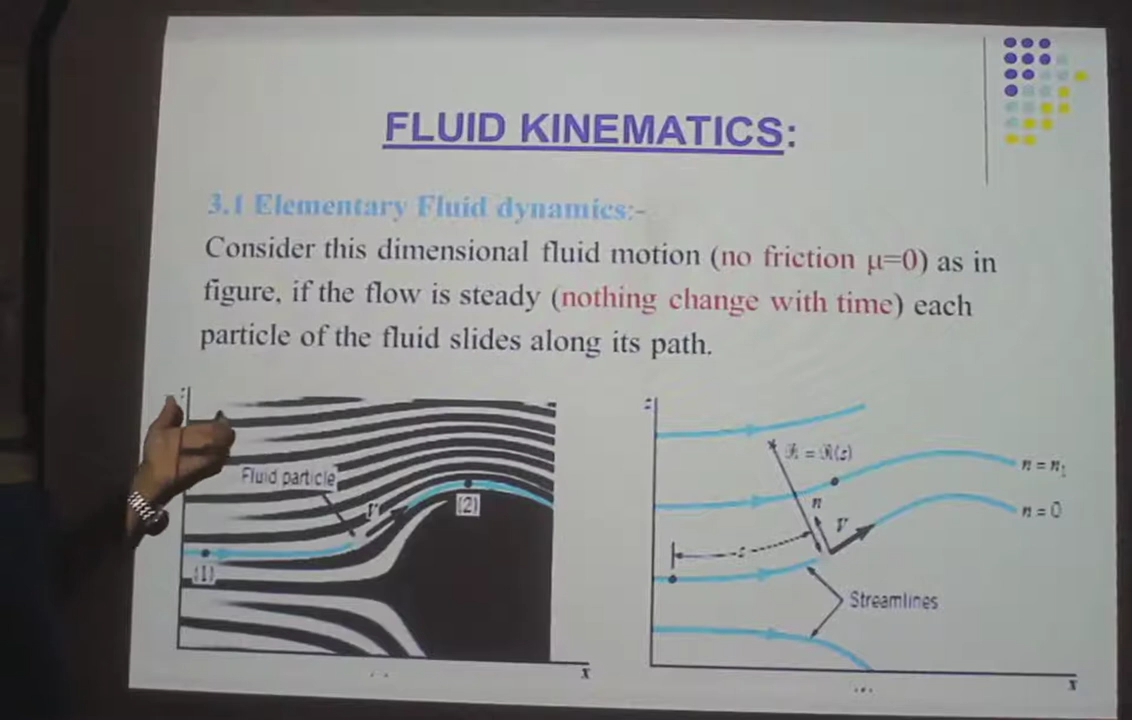 FLUID KINEMATICS:
3.1 Elementary Fluid dynamics:-
Consider this dimensional fluid motion (no friction μ=0) as in
figure, if the flow is steady (nothing change with time) each
particle of the fluid slides along its path.
Fluid particle
V
(2)
(1)
x
z
ℛ = ℛ(s)
n = n₁
n
V
n = 0
s
Streamlines
x